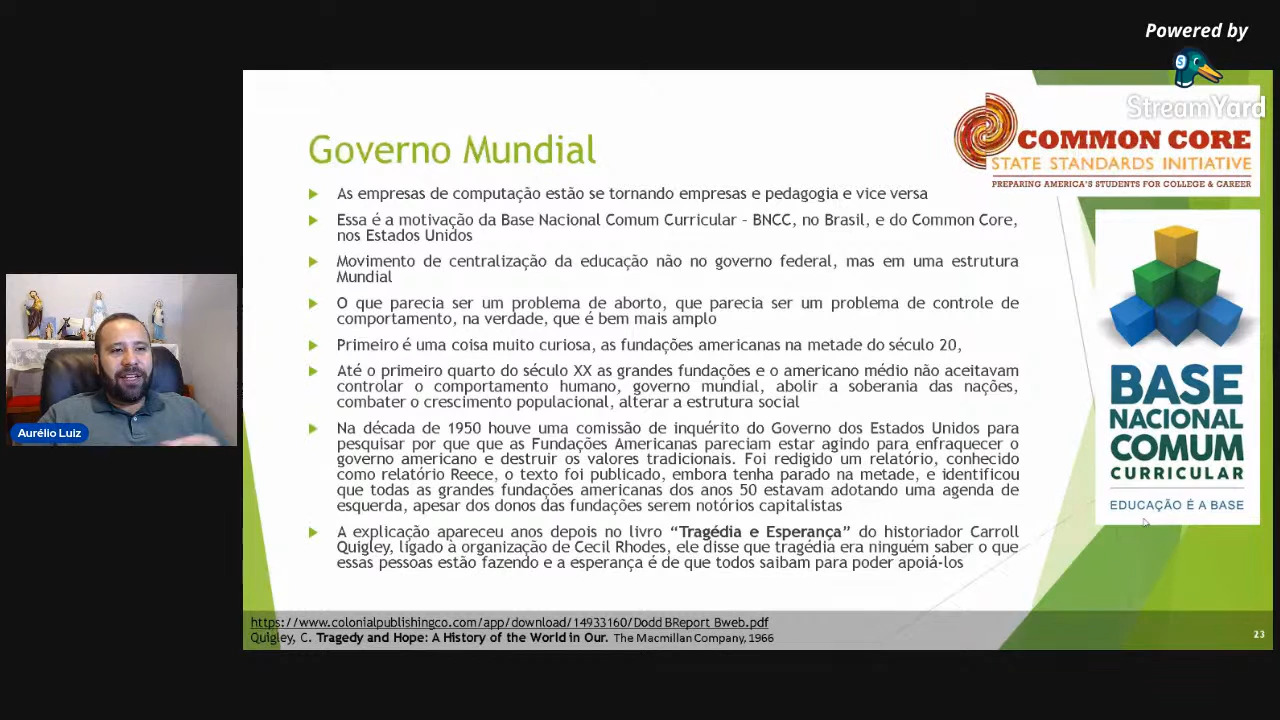 Powered by
StreamYard
COMMON CORE
STATE STANDARDS INITIATIVE
PREPARING AMERICA'S STUDENTS FOR COLLEGE & CAREER
Governo Mundial
As empresas de computação estão se tornando empresas e pedagogia e vice versa
Essa é a motivação da Base Nacional Comum Curricular – BNCC, no Brasil, e do Common Core,
nos Estados Unidos
Movimento de centralização da educação não no governo federal, mas em uma estrutura
Mundial
O que parecia ser um problema de aborto, que parecia ser um problema de controle de
comportamento, na verdade, que é bem mais amplo
Primeiro é uma coisa muito curiosa, as fundações americanas na metade do século 20,
Até o primeiro quarto do século XX as grandes fundações e o americano médio não aceitavam
controlar o comportamento humano, governo mundial, abolir a soberania das nações,
combater o crescimento populacional, alterar a estrutura social
Na década de 1950 houve uma comissão de inquérito do Governo dos Estados Unidos para
pesquisar por que que as Fundações Americanas pareciam estar agindo para enfraquecer o
governo americano e destruir os valores tradicionais. Foi redigido um relatório, conhecido
como relatório Reece, o texto foi publicado, embora tenha parado na metade, e identificou
que todas as grandes fundações americanas dos anos 50 estavam adotando uma agenda de
esquerda, apesar dos donos das fundações serem notórios capitalistas
A explicação apareceu anos depois no livro “Tragédia e Esperança” do historiador Carroll
Quigley, ligado à organização de Cecil Rhodes, ele disse que tragédia era ninguém saber o que
essas pessoas estão fazendo e a esperança é de que todos saibam para poder apoiá-los
BASE
NACIONAL
COMUM
CURRICULAR
EDUCAÇÃO É A BASE
Aurélio Luiz
https://www.colonialpublishingco.com/app/download/14933160/Dodd BReport Bweb.pdf
Quigley, C. Tragedy and Hope: A History of the World in Our. The Macmillan Company, 1966
23